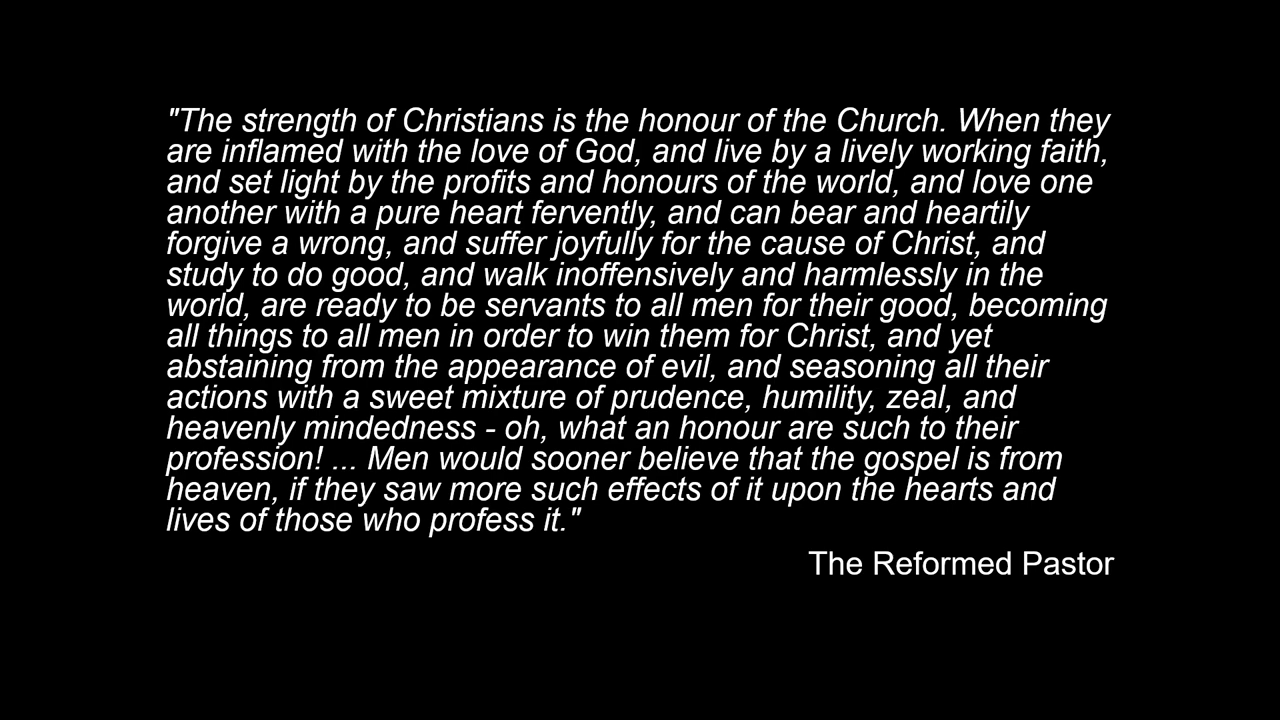 "The strength of Christians is the honour of the Church. When they
are inflamed with the love of God, and live by a lively working faith,
and set light by the profits and honours of the world, and love one
another with a pure heart fervently, and can bear and heartily
forgive a wrong, and suffer joyfully for the cause of Christ, and
study to do good, and walk inoffensively and harmlessly in the
world, are ready to be servants to all men for their good, becoming
all things to all men in order to win them for Christ, and yet
abstaining from the appearance of evil, and seasoning all their
actions with a sweet mixture of prudence, humility, zeal, and
heavenly mindedness - oh, what an honour are such to their
profession! ... Men would sooner believe that the gospel is from
heaven, if they saw more such effects of it upon the hearts and
lives of those who profess it."
The Reformed Pastor